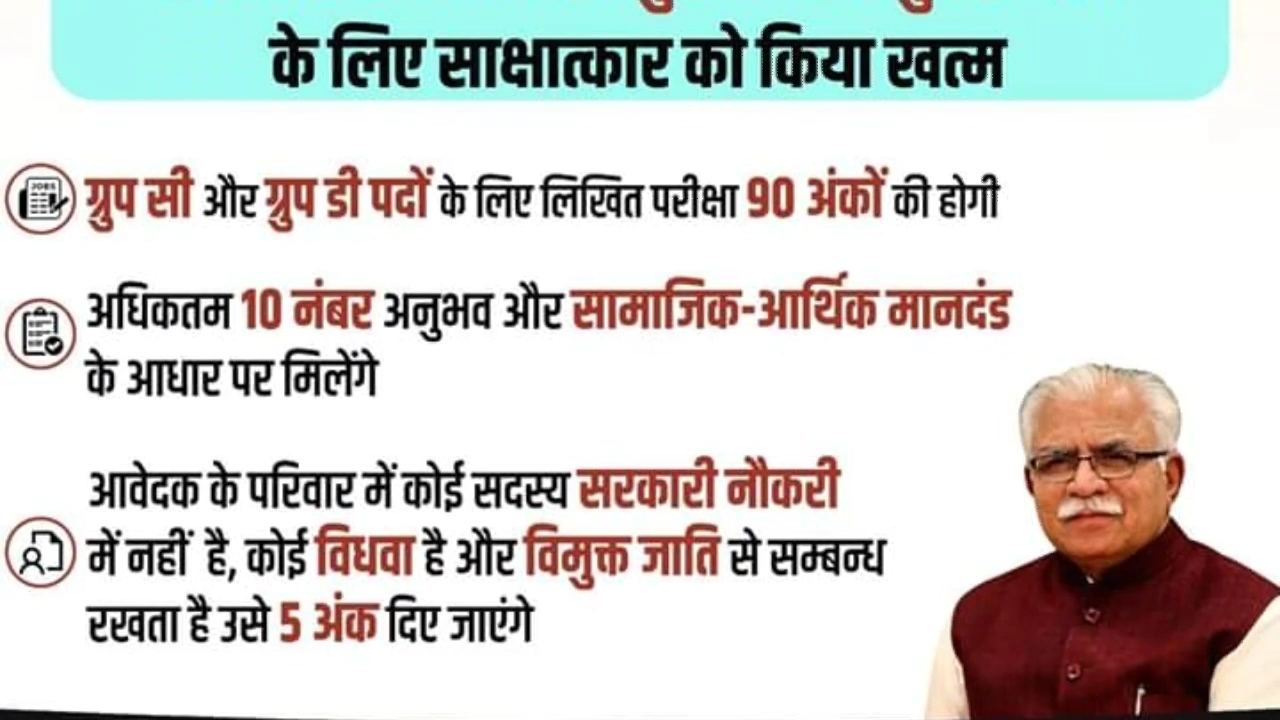 के लिए साक्षात्कार को किया खत्म
JOBS
ग्रुप सी और ग्रुप डी पदों के लिए लिखित परीक्षा 90 अंकों की होगी
अधिकतम 10 नंबर अनुभव और सामाजिक-आर्थिक मानदंड
के आधार पर मिलेंगे
आवेदक के परिवार में कोई सदस्य सरकारी नौकरी
में नहीं है, कोई विधवा है और विमुक्त जाति से सम्बन्ध
रखता है उसे 5 अंक दिए जाएंगे